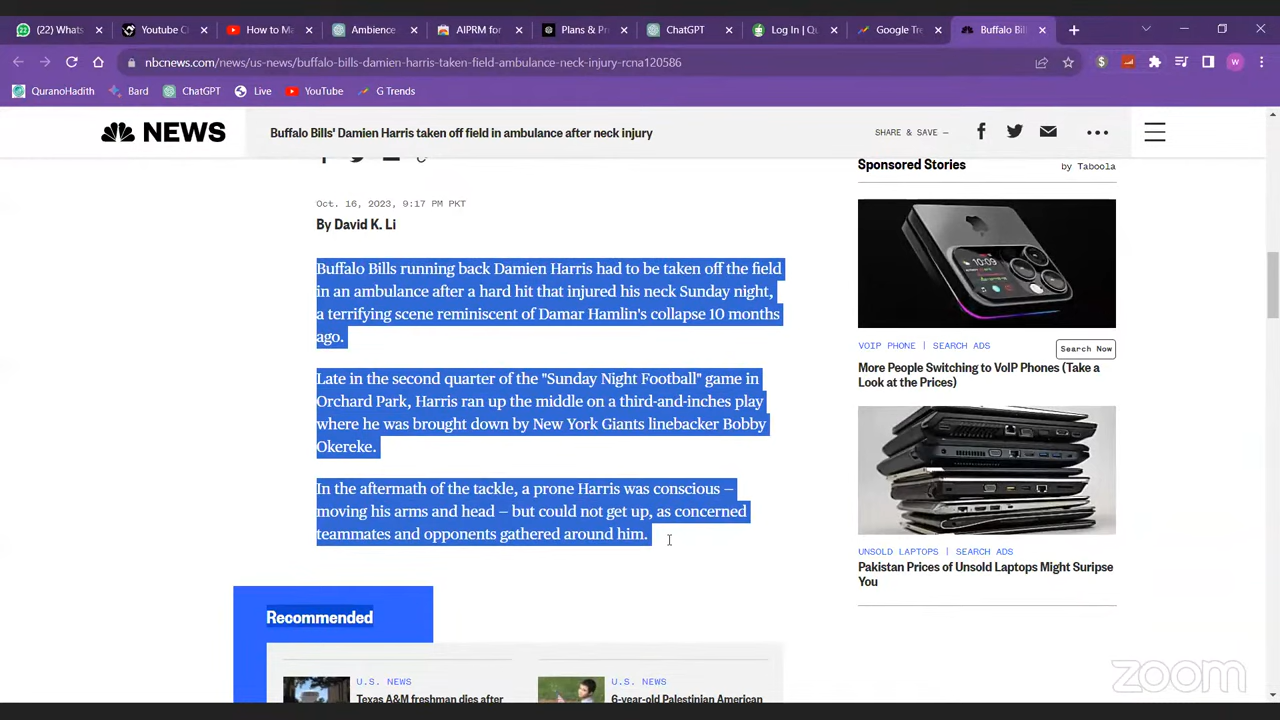 (22) Whats
Youtube C
How to Ma
Ambience
AIPRM for
Plans & Pr
ChatGPT
Log In | Qu
Google Tre
Buffalo Bill
nbcnews.com/news/us-news/buffalo-bills-damien-harris-taken-field-ambulance-neck-injury-rcna120586
QuranoHadith
Bard
ChatGPT
Live
YouTube
G Trends
NEWS
Buffalo Bills' Damien Harris taken off field in ambulance after neck injury
SHARE & SAVE —
Oct. 16, 2023, 9:17 PM PKT
By David K. Li
Buffalo Bills running back Damien Harris had to be taken off the field
in an ambulance after a hard hit that injured his neck Sunday night,
a terrifying scene reminiscent of Damar Hamlin's collapse 10 months
ago.
Late in the second quarter of the "Sunday Night Football" game in
Orchard Park, Harris ran up the middle on a third-and-inches play
where he was brought down by New York Giants linebacker Bobby
Okereke.
In the aftermath of the tackle, a prone Harris was conscious —
moving his arms and head — but could not get up, as concerned
teammates and opponents gathered around him.
Recommended
U.S. NEWS
Texas A&M freshman dies after
U.S. NEWS
6-year-old Palestinian American
Sponsored Stories
by Taboola
10:09
VOIP PHONE | SEARCH ADS
Search Now
More People Switching to VoIP Phones (Take a
Look at the Prices)
UNSOLD LAPTOPS | SEARCH ADS
Pakistan Prices of Unsold Laptops Might Suripse
You
zoom